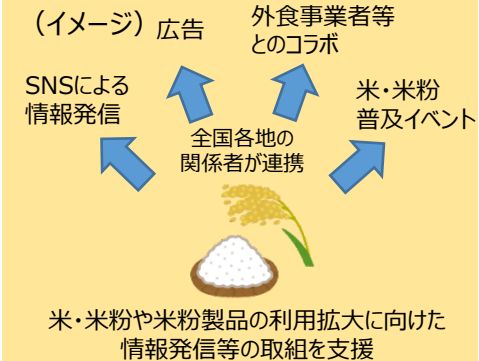 （イメージ）
広告
外食事業者等
とのコラボ
SNSによる
情報発信
米・米粉
普及イベント
全国各地の
関係者が連携
米・米粉や米粉製品の利用拡大に向けた
情報発信等の取組を支援